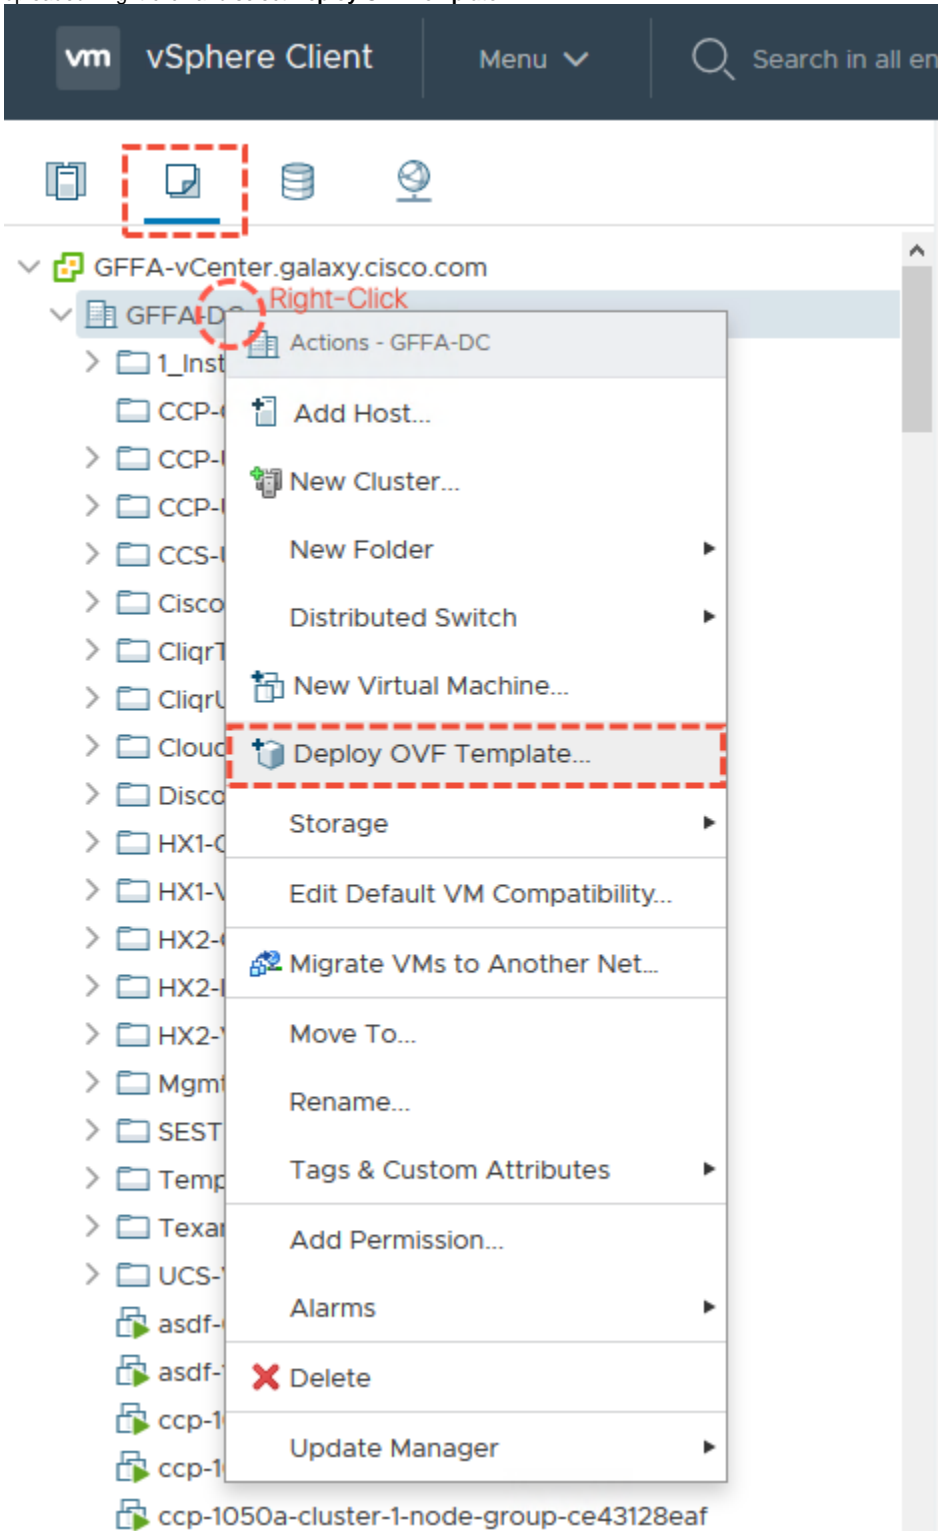 vm vSphere Client Menu Search in all en
GFFA-vCenter.galaxy.cisco.com
Right-Click
GFFA-DC
Actions - GFFA-DC
1_Inst
Add Host...
CCP-
CCP-
New Cluster...
CCP-
New Folder
CCS-
Cisco
Distributed Switch
CliqrT
New Virtual Machine...
Cliqr
Deploy OVF Template...
Disco
Storage
HX1-
HX1-
Edit Default VM Compatibility...
HX2-
Migrate VMs to Another Net...
HX2-
HX2-
Move To...
Mgmt
Rename...
SEST
Temp
Tags & Custom Attributes
Texan
Add Permission...
UCS-
Alarms
asdf-
asdf-
Delete
ccp-1
Update Manager
ccp-1
ccp-1050a-cluster-1-node-group-ce43128eaf